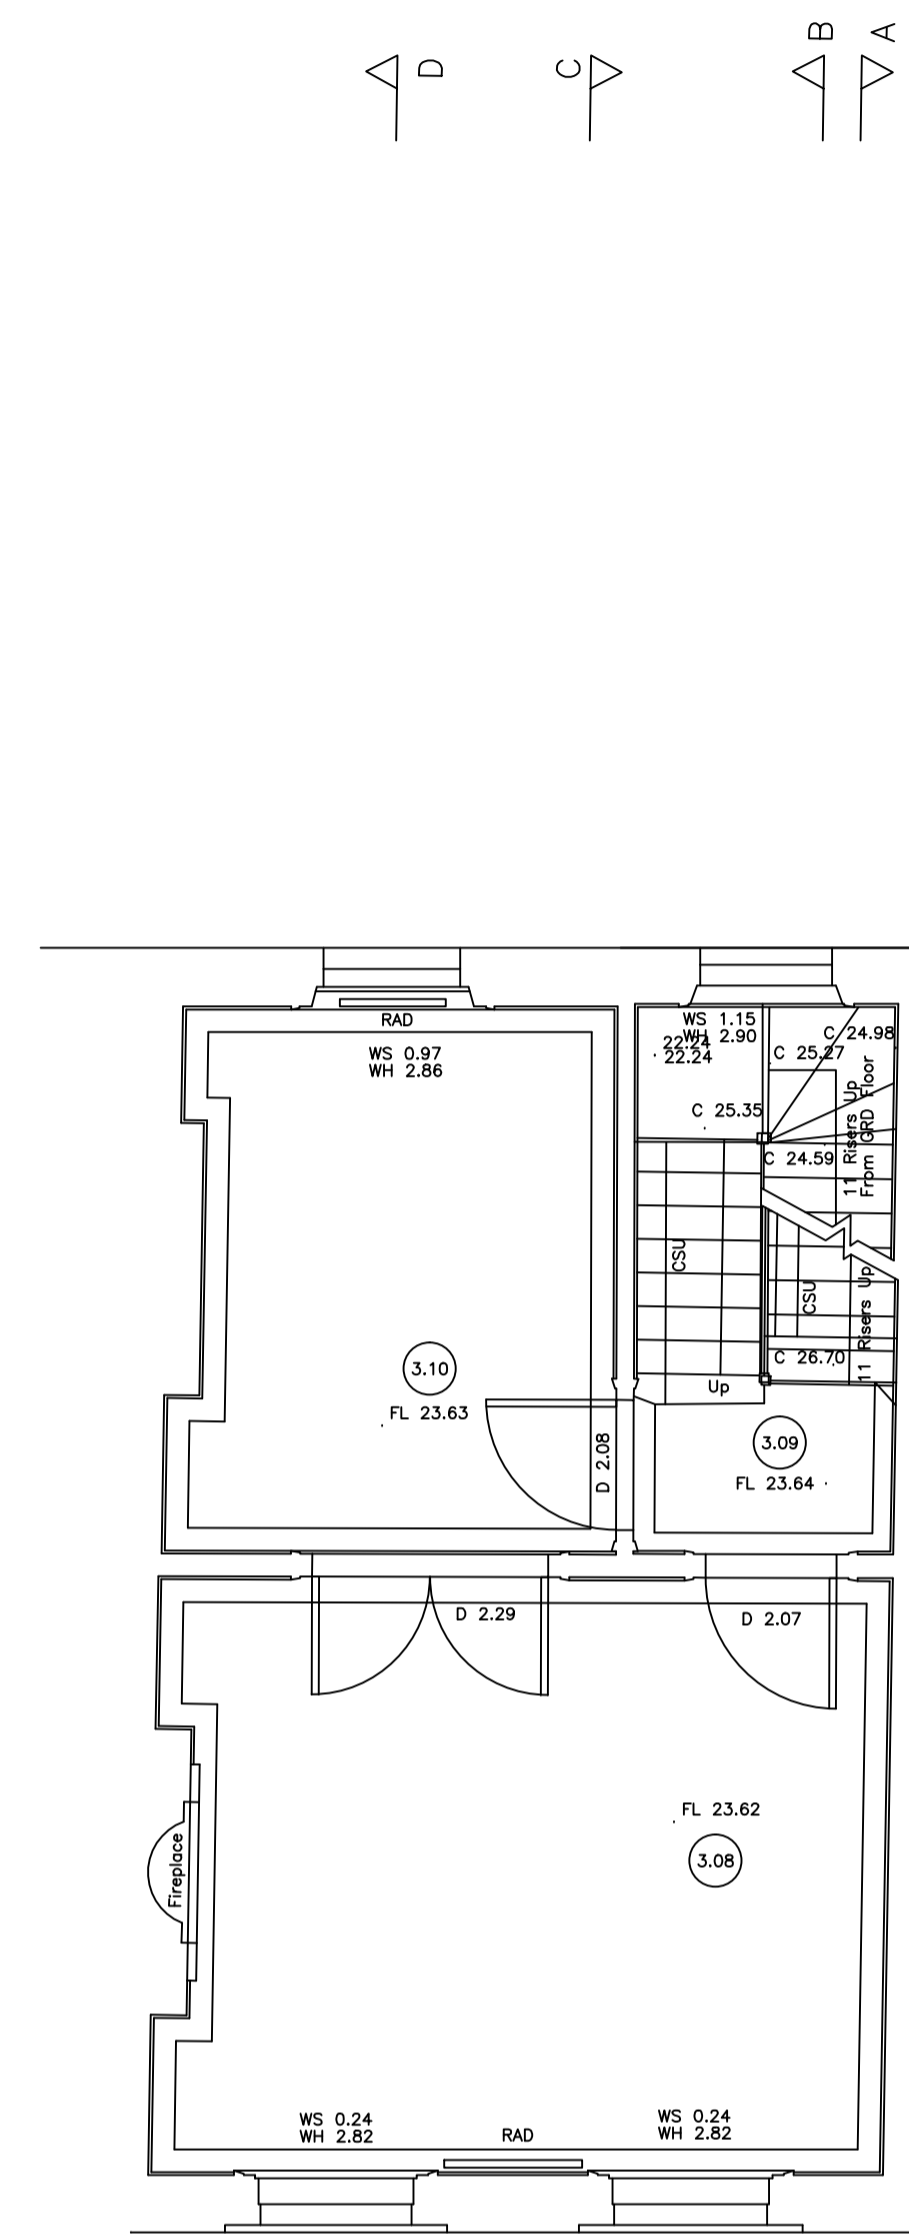 D
C
B
A
RAD
WS 0.97
WH 2.86
WS 1.15
WH 2.90
22.24
22.24
C 24.98
C 25.27
C 25.35
C 24.59
11 Risers Up
From GRD Floor
CSU
CSU
11 Risers Up
C 26.70
Up
3.10
FL 23.63
D 2.08
3.09
FL 23.64
D 2.29
D 2.07
FL 23.62
3.08
Fireplace
WS 0.24
WH 2.82
RAD
WS 0.24
WH 2.82